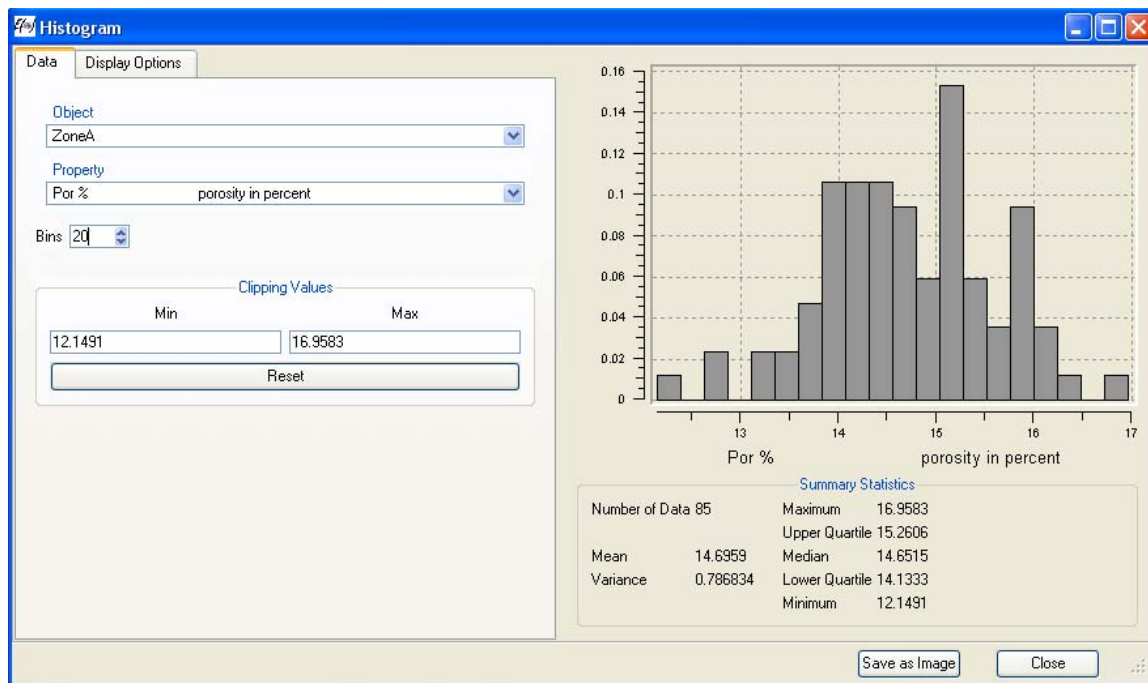 Histogram
Data
Display Options
Object
ZoneA
Property
Por % porosity in percent
Bins 20
Clipping Values
Min Max
12.1491 16.9583
Reset
0.16
0.14
0.12
0.1
0.08
0.06
0.04
0.02
0
13 14 15 16 17
Por % porosity in percent
Summary Statistics
Number of Data 85 Maximum 16.9583
Upper Quartile 15.2606
Mean 14.6959 Median 14.6515
Variance 0.786834 Lower Quartile 14.1333
Minimum 12.1491
Save as Image
Close